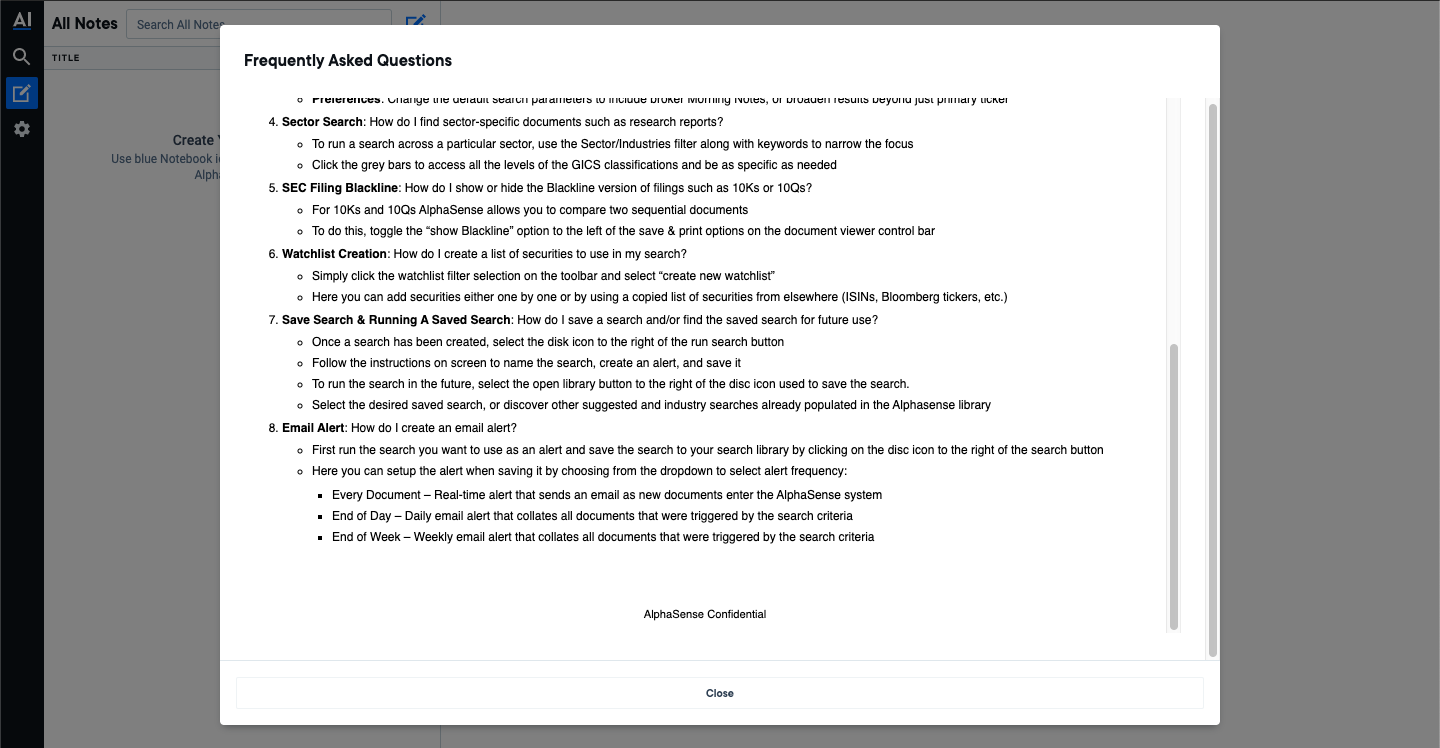 AI
All Notes
Search All Notes
TITLE
Create
Use blue Notebook
Frequently Asked Questions
Preferences: Change the default search parameters to include broker Morning Notes, or broaden results beyond just primary ticker
4. Sector Search: How do I find sector-specific documents such as research reports?
To run a search across a particular sector, use the Sector/Industries filter along with keywords to narrow the focus
Click the grey bars to access all the levels of the GICS classifications and be as specific as needed
5. SEC Filing Blackline: How do I show or hide the Blackline version of filings such as 10Ks or 10Qs?
For 10Ks and 10Qs AlphaSense allows you to compare two sequential documents
To do this, toggle the “show Blackline” option to the left of the save & print options on the document viewer control bar
6. Watchlist Creation: How do I create a list of securities to use in my search?
Simply click the watchlist filter selection on the toolbar and select “create new watchlist”
Here you can add securities either one by one or by using a copied list of securities from elsewhere (ISINs, Bloomberg tickers, etc.)
7. Save Search & Running A Saved Search: How do I save a search and/or find the saved search for future use?
Once a search has been created, select the disk icon to the right of the run search button
Follow the instructions on screen to name the search, create an alert, and save it
To run the search in the future, select the open library button to the right of the disc icon used to save the search.
Select the desired saved search, or discover other suggested and industry searches already populated in the Alphasense library
8. Email Alert: How do I create an email alert?
First run the search you want to use as an alert and save the search to your search library by clicking on the disc icon to the right of the search button
Here you can setup the alert when saving it by choosing from the dropdown to select alert frequency:
Every Document – Real-time alert that sends an email as new documents enter the AlphaSense system
End of Day – Daily email alert that collates all documents that were triggered by the search criteria
End of Week – Weekly email alert that collates all documents that were triggered by the search criteria
AlphaSense Confidential
Close